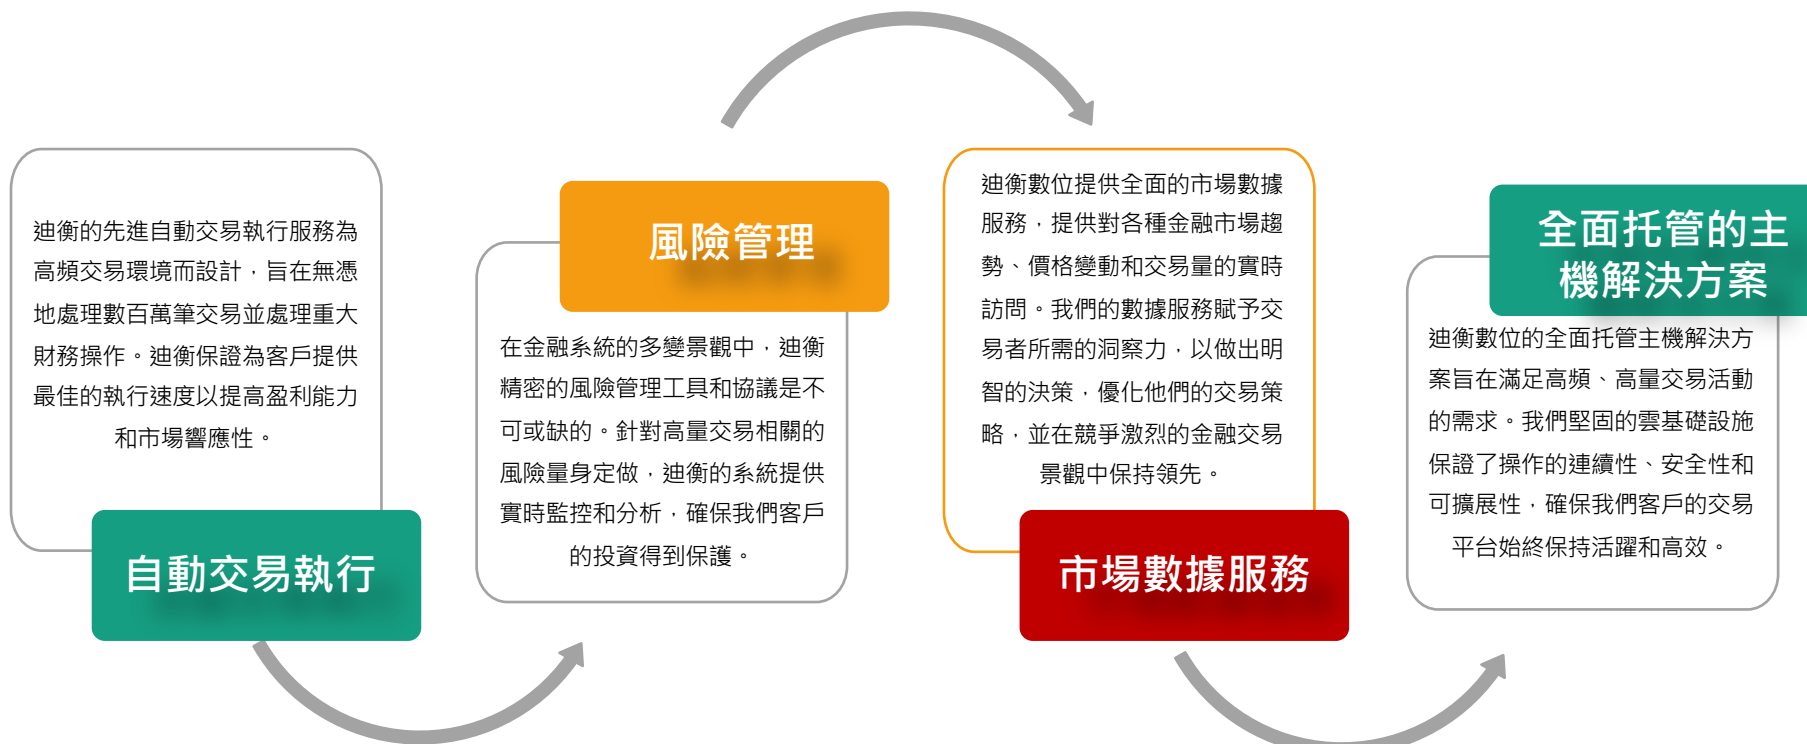 迪衡的先進自動交易執行服務為
高頻交易環境而設計，旨在無憑
地處理數百萬筆交易並處理重大
財務操作。迪衡保證為客戶提供
最佳的執行速度以提高盈利能力
和市場響應性。
自動交易執行
風險管理
在金融系統的多變景觀中，迪衡
精密的風險管理工具和協議是不
可或缺的。針對高量交易相關的
風險量身定做，迪衡的系統提供
實時監控和分析，確保我們客戶
的投資得到保護。
迪衡數位提供全面的市場數據
服務，提供對各種金融市場趨
勢、價格變動和交易量的實時
訪問。我們的數據服務賦予交
易者所需的洞察力，以做出明
智的決策，優化他們的交易策
略，並在競爭激烈的金融交易
景觀中保持領先。
市場數據服務
全面托管的主
機解決方案
迪衡數位的全面托管主機解決方
案旨在滿足高頻、高量交易活動
的需求。我們堅固的雲基礎設施
保證了操作的連續性、安全性和
可擴展性，確保我們客戶的交易
平台始終保持活躍和高效。